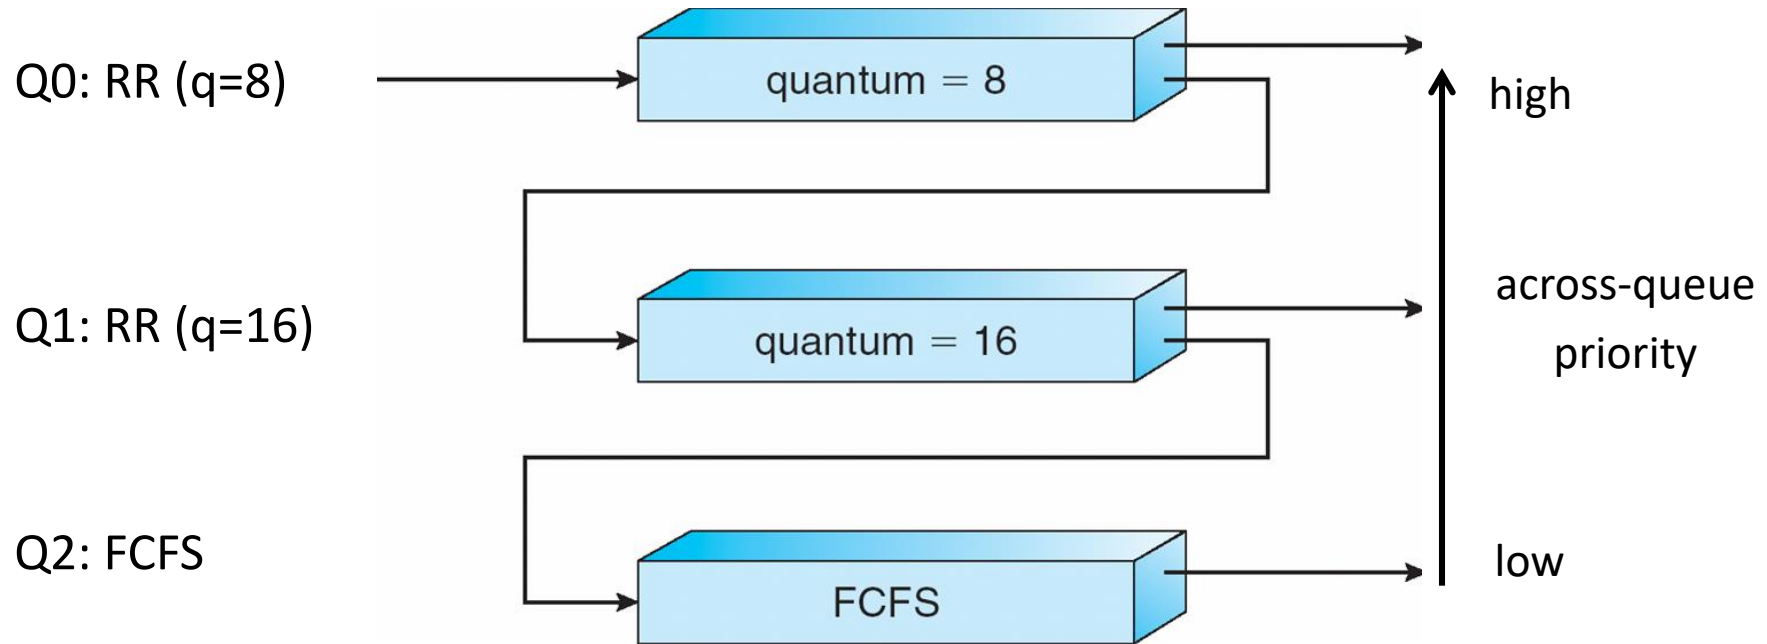 Q0: RR (q=8)
quantum = 8
high
Q1: RR (q=16)
quantum = 16
across-queue
priority
Q2: FCFS
FCFS
low